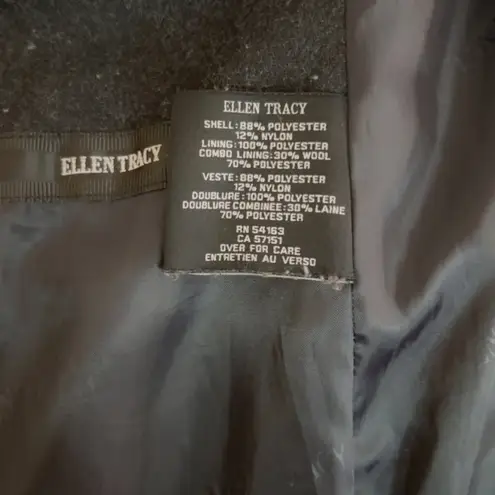 ELLEN TRACY
ELLEN TRACY
SHELL: 88% POLYESTER
12% NYLON
LINING: 100% POLYESTER
COMBO LINING: 30% WOOL
70% POLYESTER
VESTE: 88% POLYESTER
12% NYLON
DOUBLURE: 100% POLYESTER
DOUBLURE COMBINEE: 30% LAINE
70% POLYESTER
RN 54163
CA 57151
OVER FOR CARE
ENTRETIEN AU VERSO